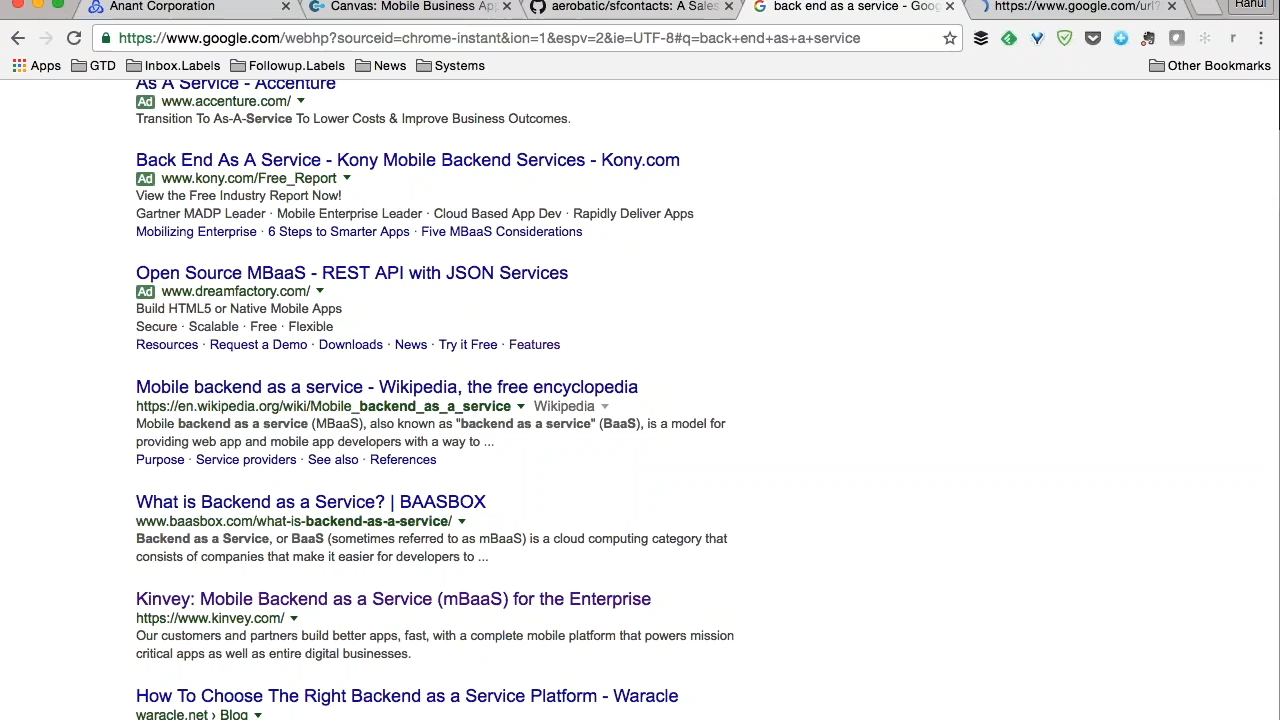 Anant Corporation
Canvas: Mobile Business App
aerobatic/sfcontacts: A Sales
back end as a service - Goog
https://www.google.com/url?
Rahul
https://www.google.com/webhp?sourceid=chrome-instant&ion=1&espv=2&ie=UTF-8#q=back+end+as+a+service
Apps GTD Inbox.Labels Followup.Labels News Systems Other Bookmarks
As A Service - Accenture
Ad www.accenture.com/
Transition To As-A-Service To Lower Costs & Improve Business Outcomes.
Back End As A Service - Kony Mobile Backend Services - Kony.com
Ad www.kony.com/Free_Report
View the Free Industry Report Now!
Gartner MADP Leader · Mobile Enterprise Leader · Cloud Based App Dev · Rapidly Deliver Apps
Mobilizing Enterprise · 6 Steps to Smarter Apps · Five MBaaS Considerations
Open Source MBaaS - REST API with JSON Services
Ad www.dreamfactory.com/
Build HTML5 or Native Mobile Apps
Secure · Scalable · Free · Flexible
Resources · Request a Demo · Downloads · News · Try it Free · Features
Mobile backend as a service - Wikipedia, the free encyclopedia
https://en.wikipedia.org/wiki/Mobile_backend_as_a_service Wikipedia
Mobile backend as a service (MBaaS), also known as "backend as a service" (BaaS), is a model for
providing web app and mobile app developers with a way to ...
Purpose · Service providers · See also · References
What is Backend as a Service? | BAASBOX
www.baasbox.com/what-is-backend-as-a-service/
Backend as a Service, or BaaS (sometimes referred to as mBaaS) is a cloud computing category that
consists of companies that make it easier for developers to ...
Kinvey: Mobile Backend as a Service (mBaaS) for the Enterprise
https://www.kinvey.com/
Our customers and partners build better apps, fast, with a complete mobile platform that powers mission
critical apps as well as entire digital businesses.
How To Choose The Right Backend as a Service Platform - Waracle
waracle.net › Blog